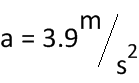 a = 3.9 m/s²